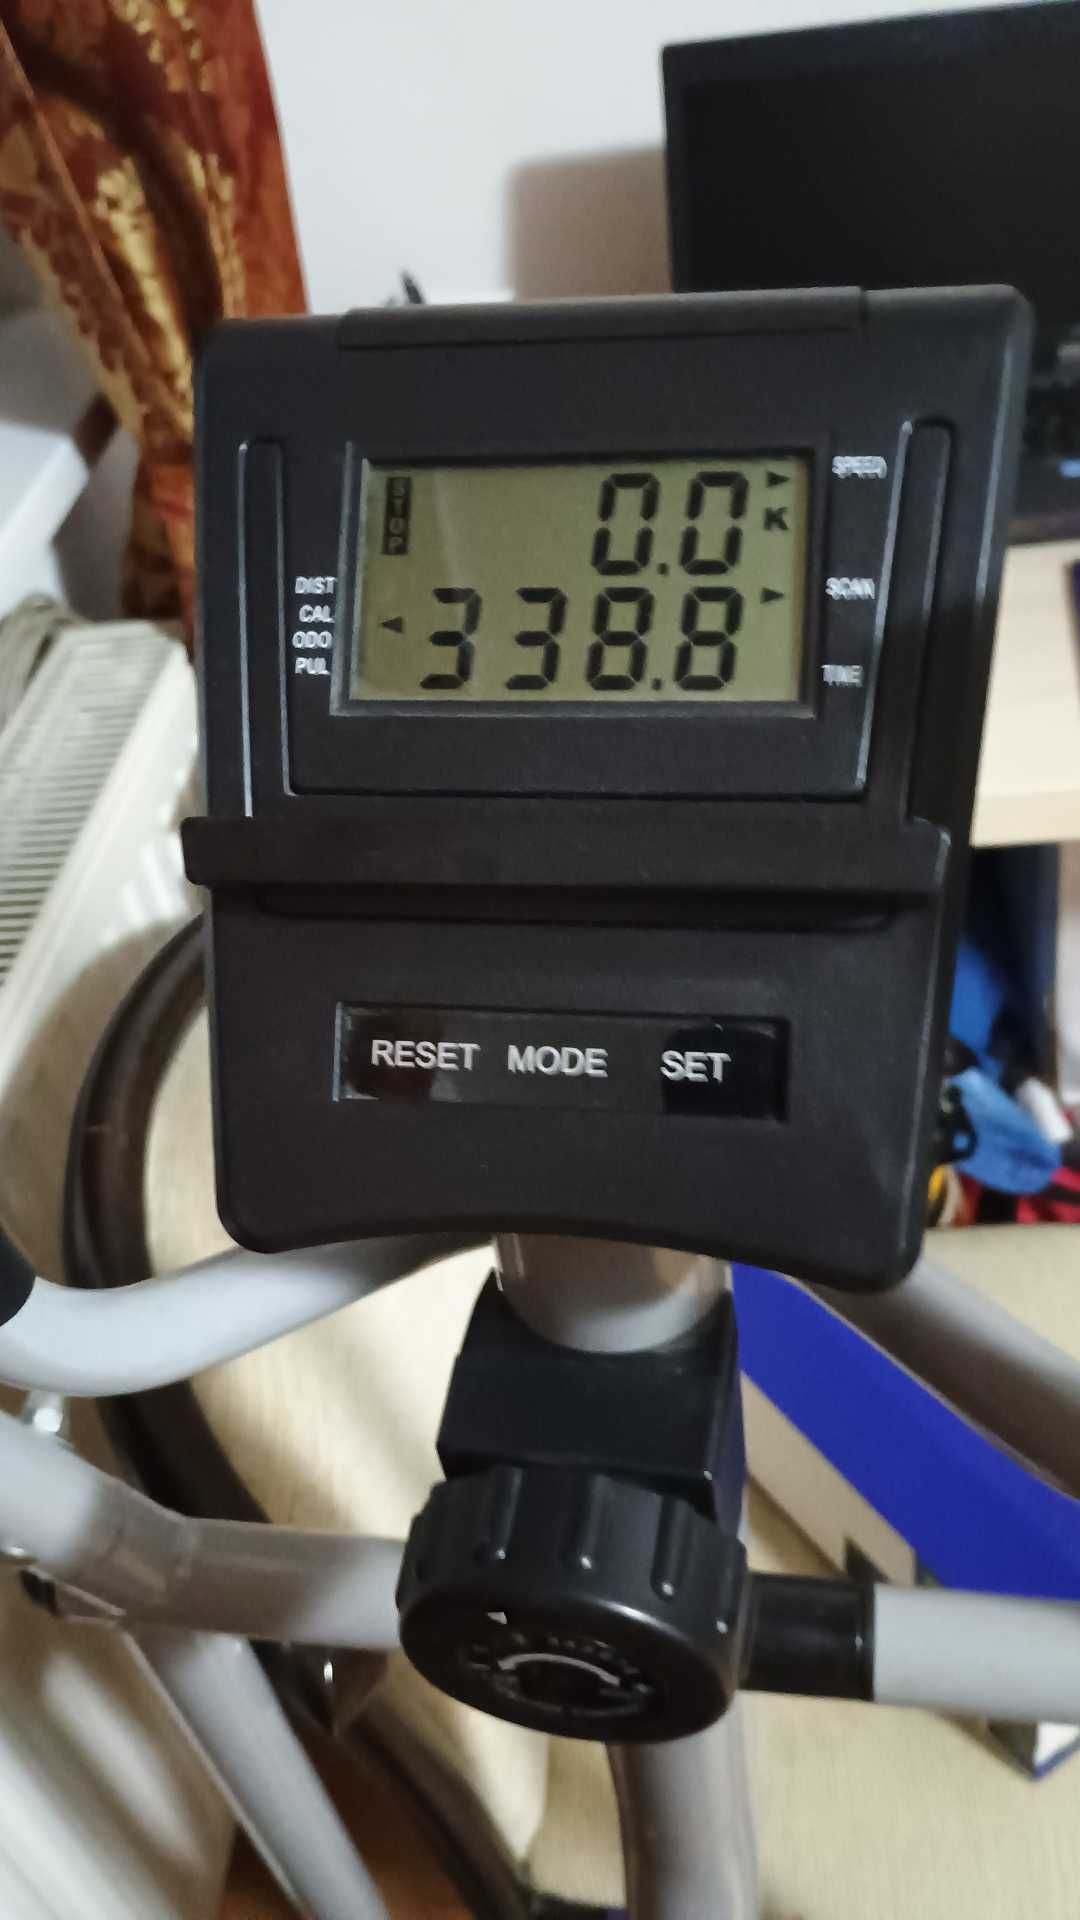 STOP
0.0
K
SPEED
DIST
CAL
ODO
PUL
338.8
SCAN
TIME
RESET MODE SET